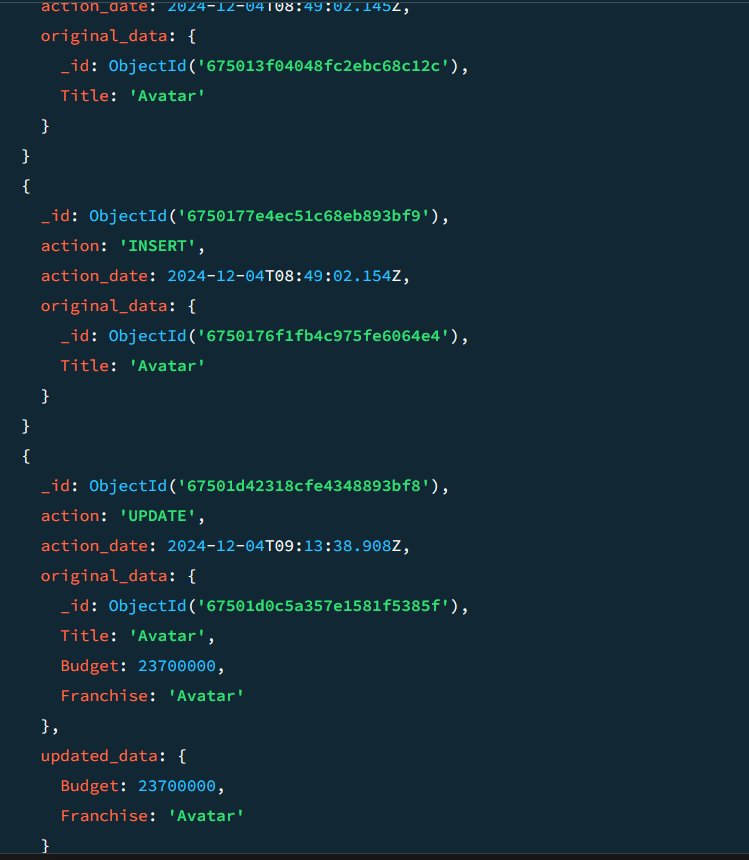 action_date: 2024-12-04T08:49:02.145Z,
original_data: {
_id: ObjectId('675013f04048fc2ebc68c12c'),
Title: 'Avatar'
}
}
{
_id: ObjectId('6750177e4ec51c68eb893bf9'),
action: 'INSERT',
action_date: 2024-12-04T08:49:02.154Z,
original_data: {
_id: ObjectId('6750176f1fb4c975fe6064e4'),
Title: 'Avatar'
}
}
{
_id: ObjectId('67501d42318cfe4348893bf8'),
action: 'UPDATE',
action_date: 2024-12-04T09:13:38.908Z,
original_data: {
_id: ObjectId('67501d0c5a357e1581f5385f'),
Title: 'Avatar',
Budget: 23700000,
Franchise: 'Avatar'
},
updated_data: {
Budget: 23700000,
Franchise: 'Avatar'
}